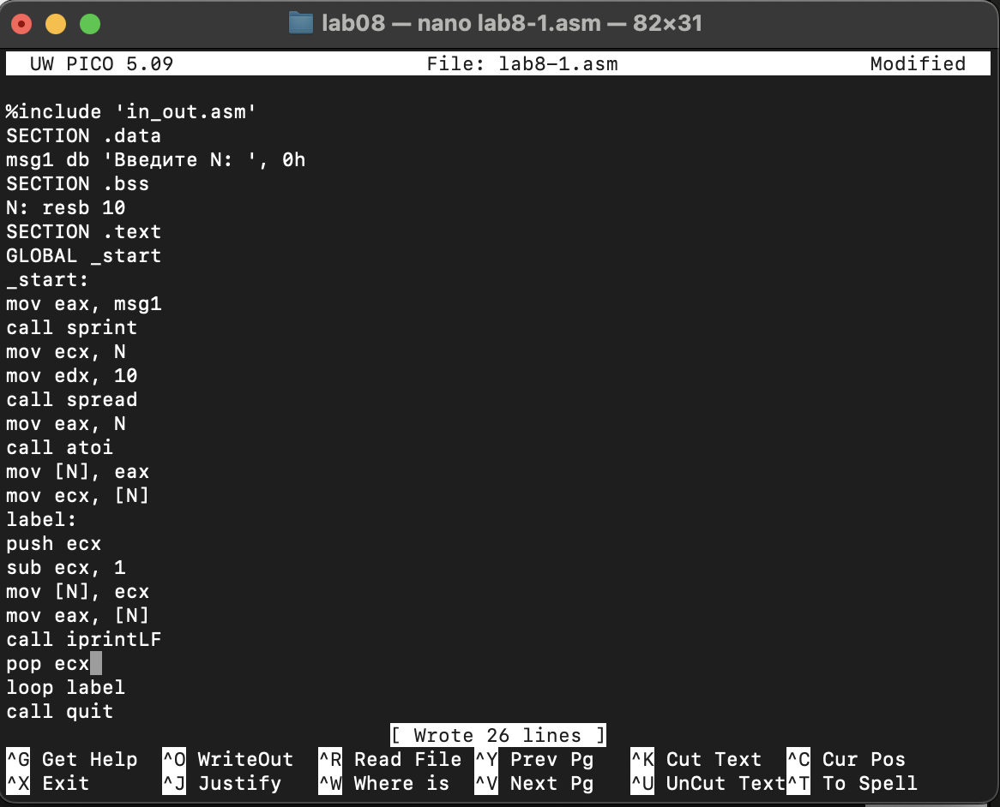 lab08 — nano lab8-1.asm — 82×31
UW PICO 5.09 File: lab8-1.asm Modified
%include 'in_out.asm'
SECTION .data
msg1 db 'Введите N: ', 0h
SECTION .bss
N: resb 10
SECTION .text
GLOBAL _start
_start:
mov eax, msg1
call sprint
mov ecx, N
mov edx, 10
call spread
mov eax, N
call atoi
mov [N], eax
mov ecx, [N]
label:
push ecx
sub ecx, 1
mov [N], ecx
mov eax, [N]
call iprintLF
pop ecx
loop label
call quit
[ Wrote 26 lines ]
^G Get Help ^O WriteOut ^R Read File ^Y Prev Pg ^K Cut Text ^C Cur Pos
^X Exit ^J Justify ^W Where is ^V Next Pg ^U UnCut Text ^T To Spell